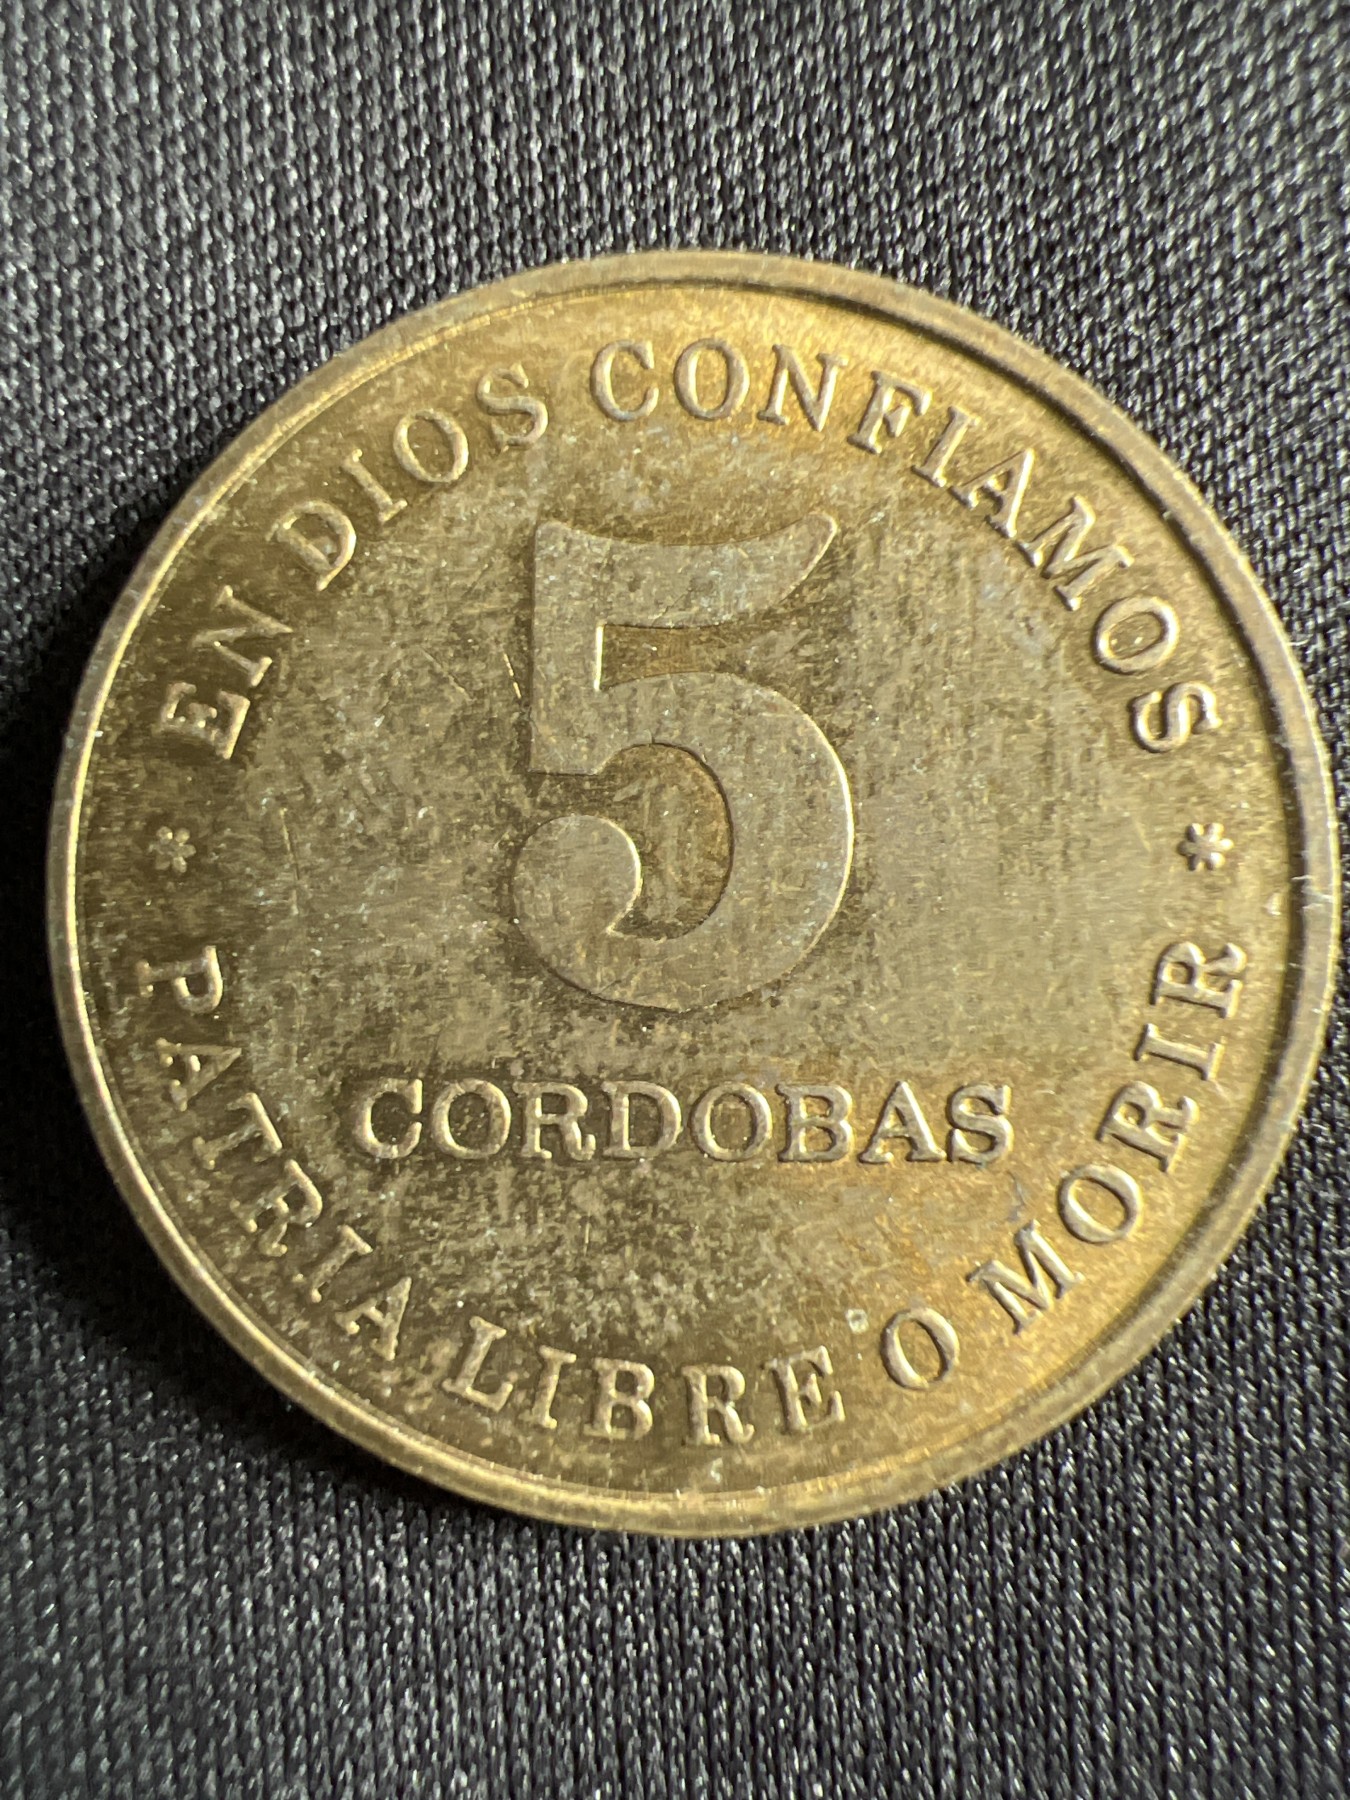 * EN DIOS CONFIAMOS *
5
CORDOBAS
PATRIA LIBRE O MORIR